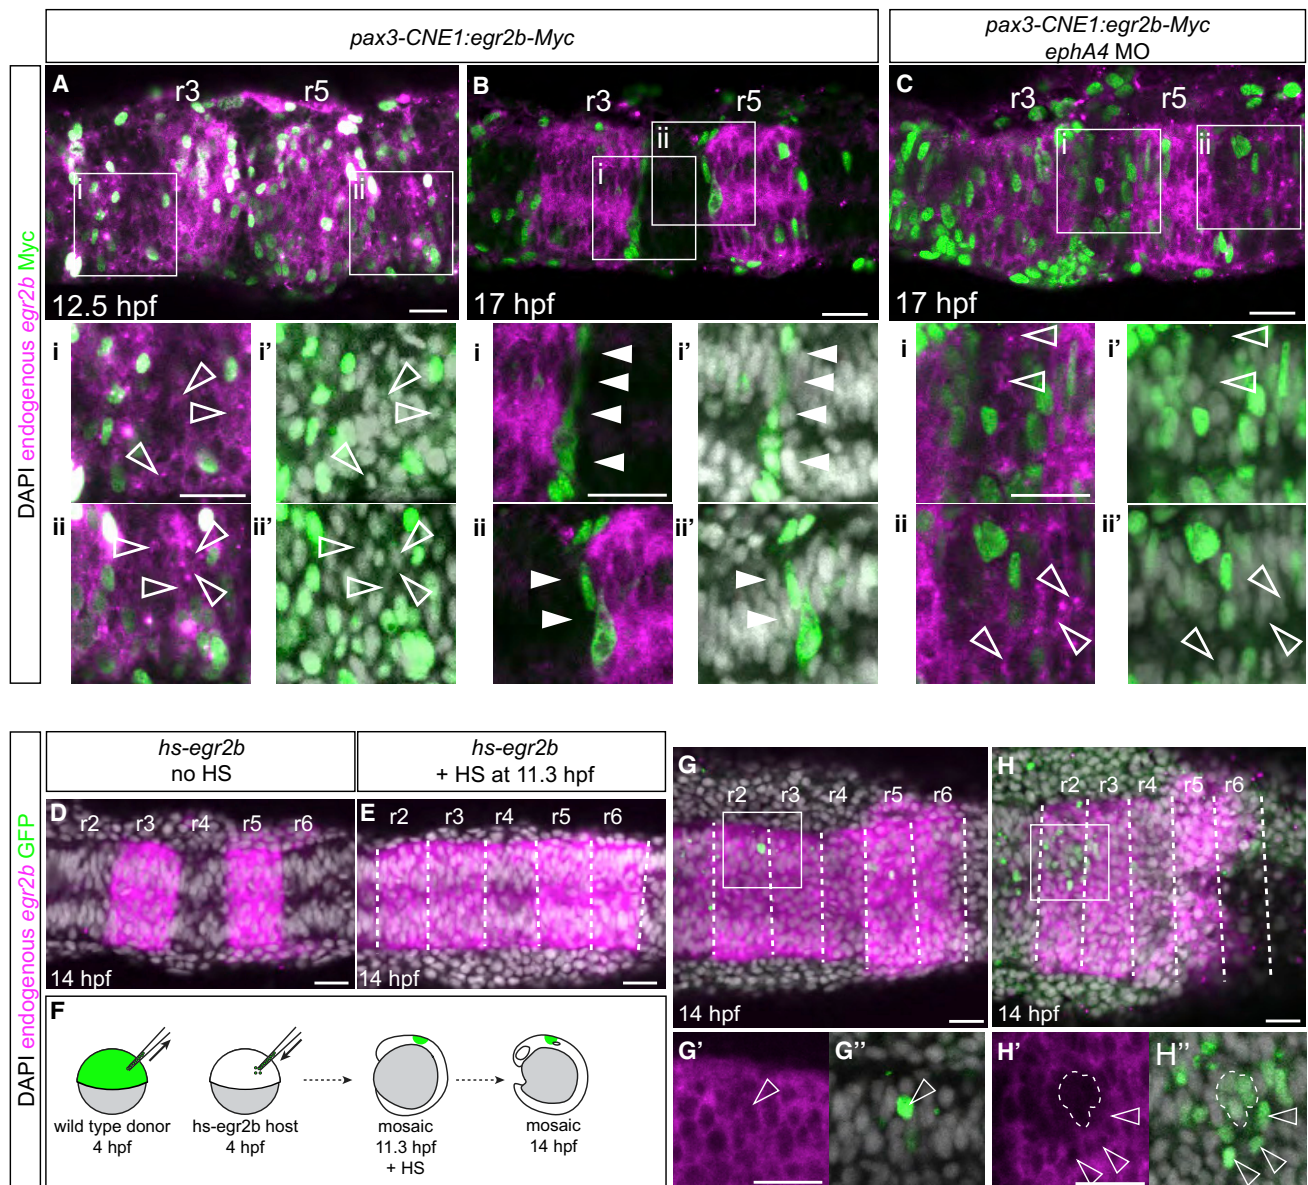 pax3-CNE1:egr2b-Myc
pax3-CNE1:egr2b-Myc
ephA4 MO
DAPI endogenous egr2b Myc
A
r3
r5
i
ii
12.5 hpf
B
r3
r5
i
ii
17 hpf
C
r3
r5
i
ii
17 hpf
i
i’
i
i’
i
i’
ii
ii’
ii
ii’
ii
ii’
hs-egr2b
no HS
hs-egr2b
+ HS at 11.3 hpf
DAPI endogenous egr2b GFP
D
r2
r3
r4
r5
r6
14 hpf
E
r2
r3
r4
r5
r6
14 hpf
G
r2
r3
r4
r5
r6
14 hpf
H
r2
r3
r4
r5
r6
14 hpf
F
wild type donor
4 hpf
hs-egr2b host
4 hpf
mosaic
11.3 hpf
+ HS
mosaic
14 hpf
G’
G’’
H’
H’’